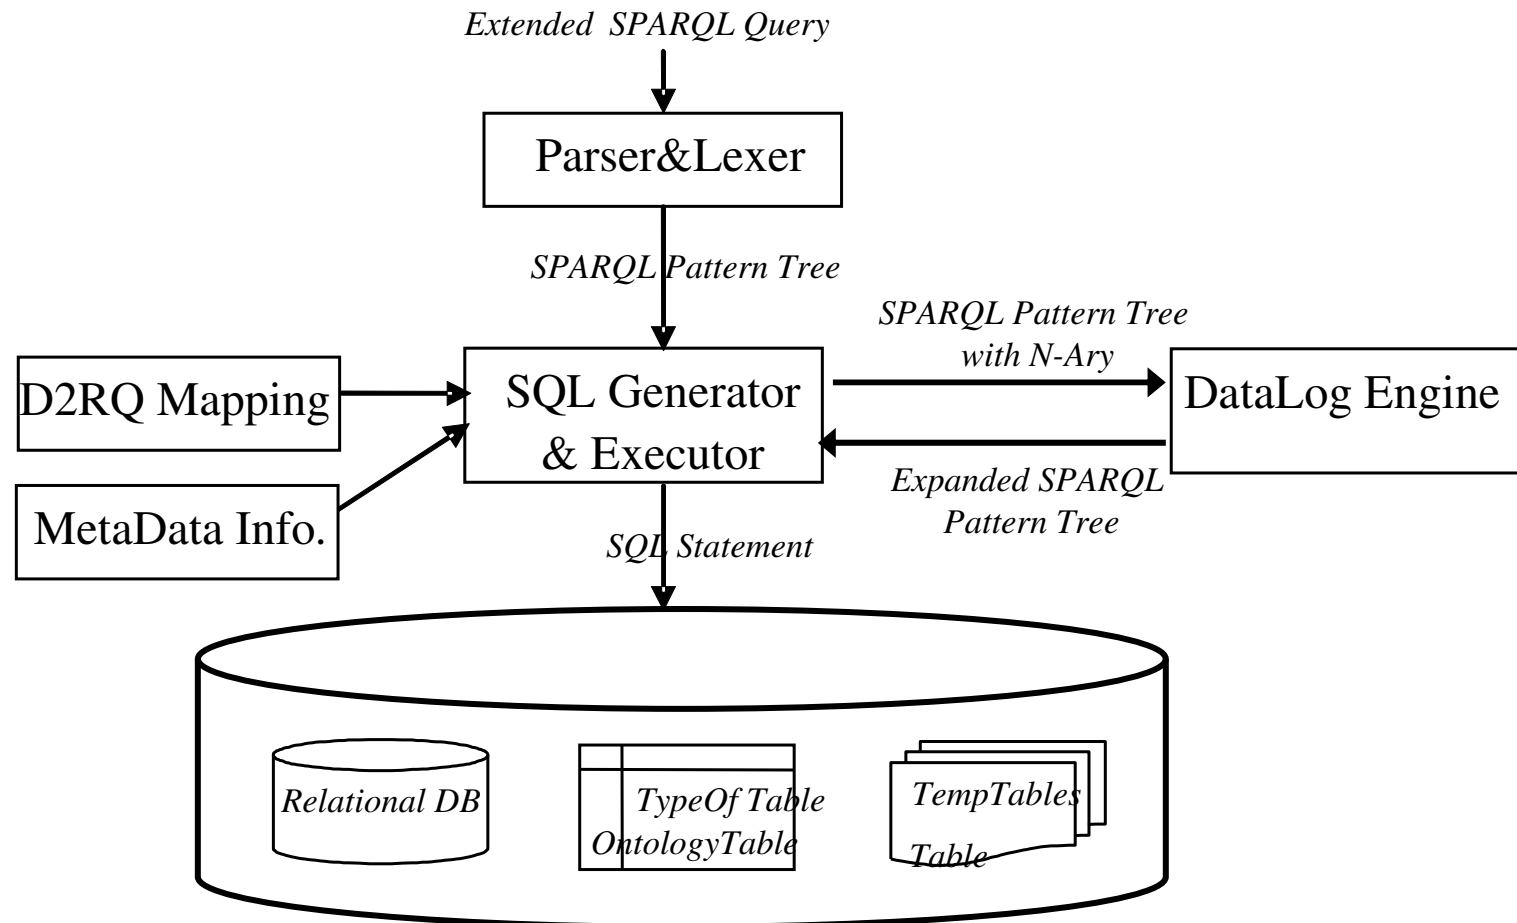 Extended SPARQL Query
Parser&Lexer
SPARQL Pattern Tree
SPARQL Pattern Tree
with N-Ary
D2RQ Mapping
SQL Generator
& Executor
DataLog Engine
Expanded SPARQL
Pattern Tree
MetaData Info.
SQL Statement
Relational DB
TypeOf Table
OntologyTable
TempTables
Table